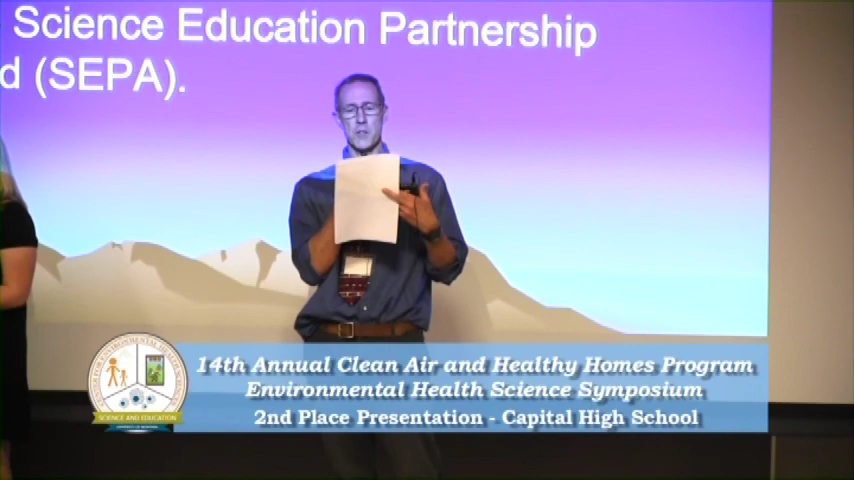 Science Education Partnership
d (SEPA).
14th Annual Clean Air and Healthy Homes Program
Environmental Health Science Symposium
2nd Place Presentation - Capital High School
SCIENCE AND EDUCATION